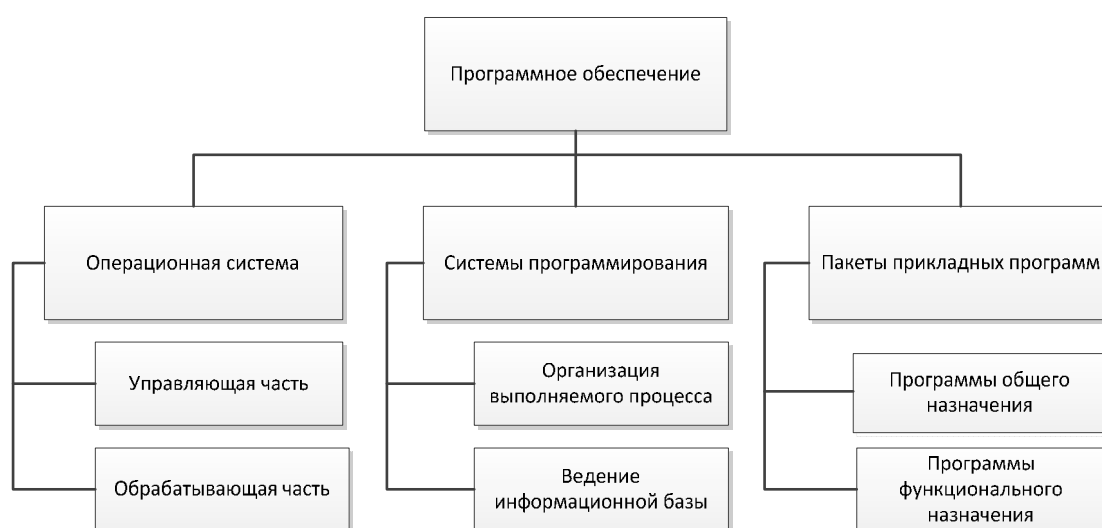 Программное обеспечение
Операционная система
Системы программирования
Пакеты прикладных программ
Управляющая часть
Организация
выполняемого процесса
Программы общего
назначения
Обрабатывающая часть
Ведение
информационной базы
Программы
функционального
назначения